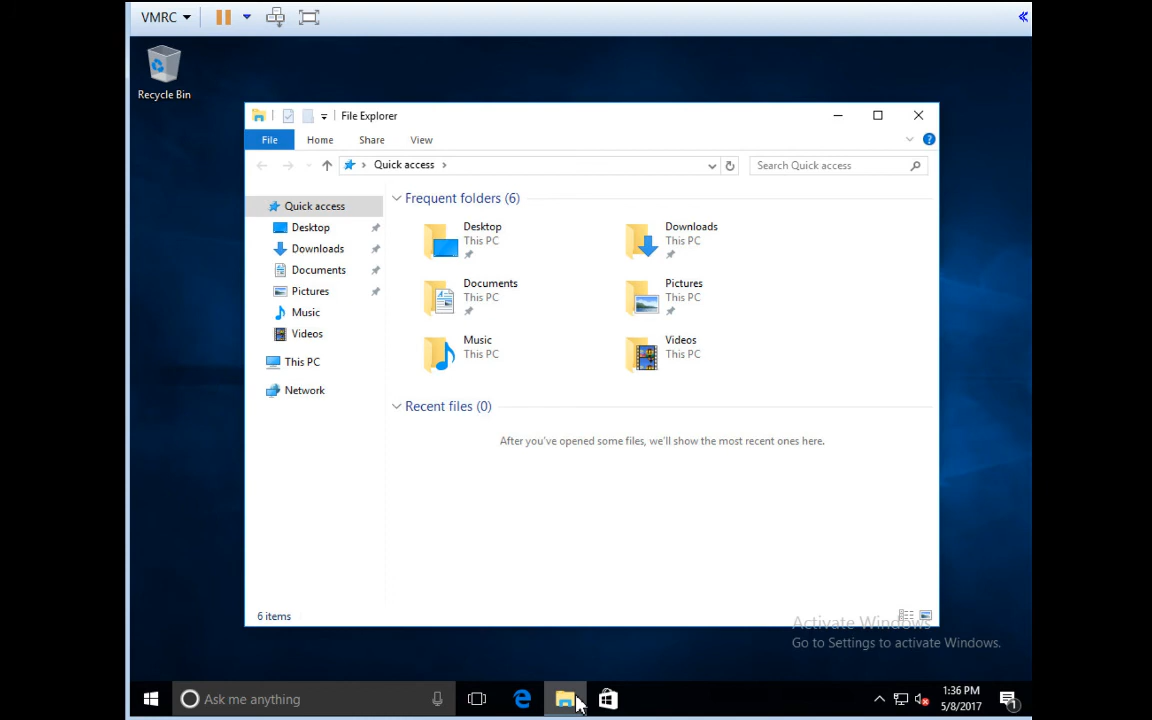 VMRC
Recycle Bin
File Explorer
File Home Share View
Quick access
Search Quick access
Quick access
Desktop
Downloads
Documents
Pictures
Music
Videos
This PC
Network
Frequent folders (6)
Desktop
This PC
Downloads
This PC
Documents
This PC
Pictures
This PC
Music
This PC
Videos
This PC
Recent files (0)
After you've opened some files, we'll show the most recent ones here.
6 items
Activate Windows
Go to Settings to activate Windows.
Ask me anything
1:36 PM
5/8/2017
1